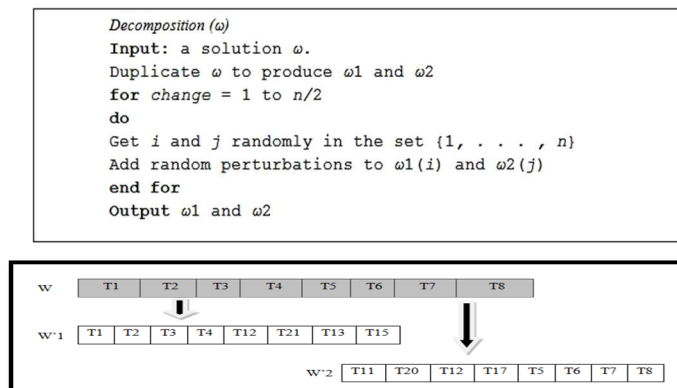 Decomposition (ω)
Input: a solution ω.
Duplicate ω to produce ω1 and ω2
for change = 1 to n/2
do
Get i and j randomly in the set {1, . . . , n}
Add random perturbations to ω1(i) and ω2(j)
end for
Output ω1 and ω2
W T1 T2 T3 T4 T5 T6 T7 T8
W'1 T1 T2 T3 T4 T12 T21 T13 T15
W'2 T11 T20 T12 T17 T5 T6 T7 T8